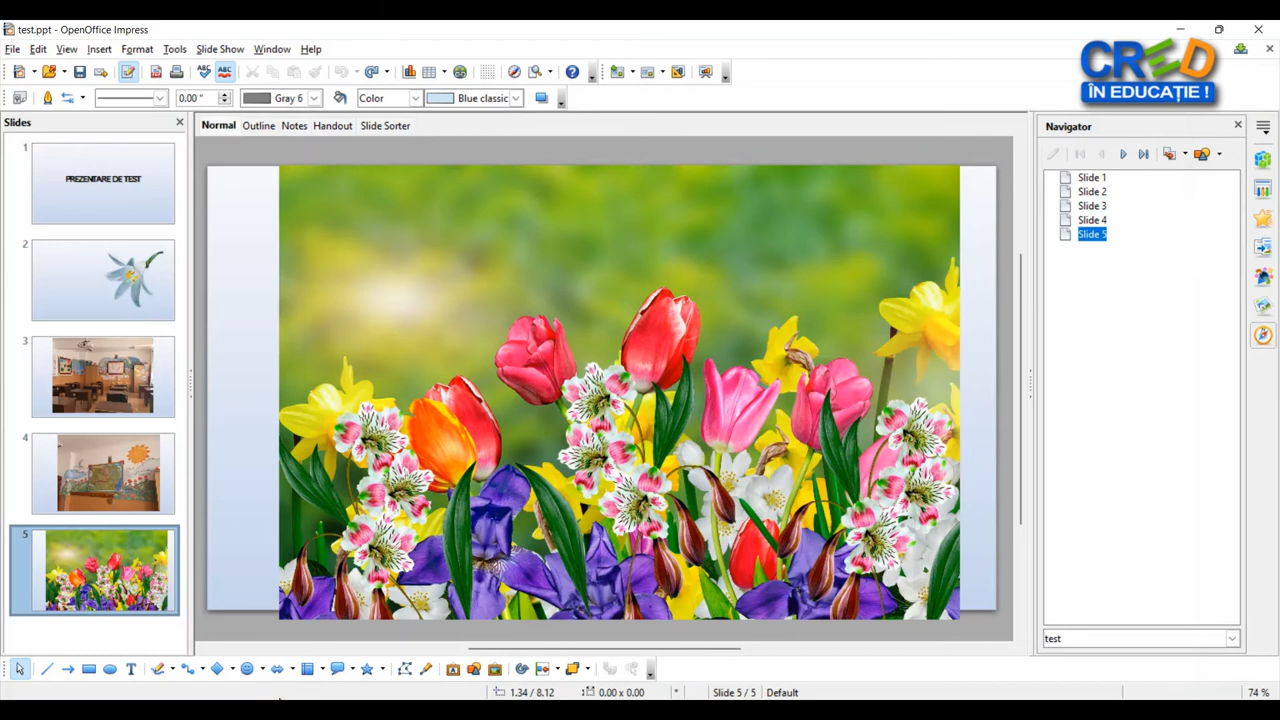 test.ppt - OpenOffice Impress
File Edit View Insert Format Tools Slide Show Window Help
CRED
ÎN EDUCAȚIE !
0.00 " Gray 6 Color Blue classic
Slides
Normal Outline Notes Handout Slide Sorter
Navigator
1
PREZENTARE DE TEST
2
3
4
5
Slide 1
Slide 2
Slide 3
Slide 4
Slide 5
test
1.34 / 8.12 0.00 x 0.00 * Slide 5 / 5 Default 74 %